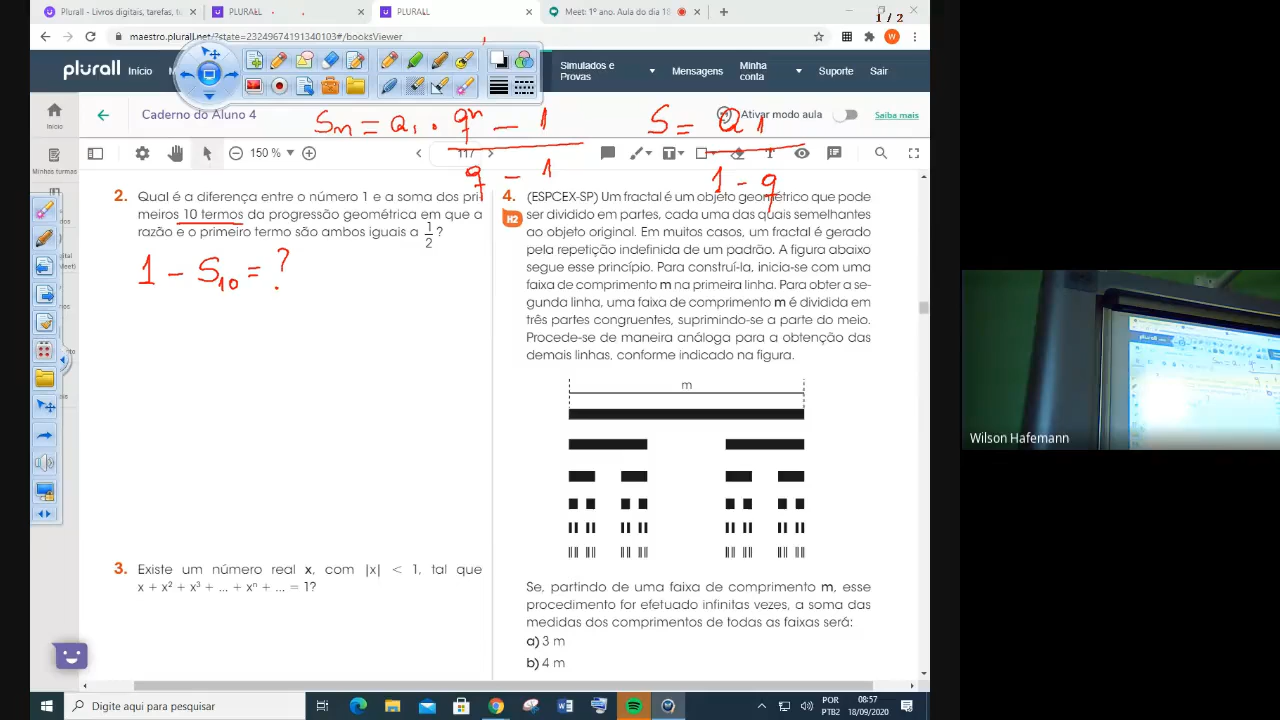 Plurall - Livros digitais, tarefas, tu
PLURALL
PLURALL
Meet: 1º ano. Aula do dia 18
1 / 2
maestro.plurall.net/?state=23249674191340103#/booksViewer
W
plurall
Início
Simulados e Provas
Mensagens
Minha conta
Suporte
Sair
Início
Caderno do Aluno 4
Ativar modo aula
Saiba mais
Sn = a1 . qn - 1
q - 1
S = a1
1 - q
Minhas turmas
150 %
117
2. Qual é a diferença entre o número 1 e a soma dos pri-
meiros 10 termos da progressão geométrica em que a
razão e o primeiro termo são ambos iguais a 1/2?
1 - S10 = ?
3. Existe um número real x, com |x| < 1, tal que
x + x² + x³ + ... + xⁿ + ... = 1?
4. (ESPCEX-SP) Um fractal é um objeto geométrico que pode
H2
ser dividido em partes, cada uma das quais semelhantes
ao objeto original. Em muitos casos, um fractal é gerado
pela repetição indefinida de um padrão. A figura abaixo
segue esse princípio. Para construí-la, inicia-se com uma
faixa de comprimento m na primeira linha. Para obter a se-
gunda linha, uma faixa de comprimento m é dividida em
três partes congruentes, suprimindo-se a parte do meio.
Procede-se de maneira análoga para a obtenção das
demais linhas, conforme indicado na figura.
m
Se, partindo de uma faixa de comprimento m, esse
procedimento for efetuado infinitas vezes, a soma das
medidas dos comprimentos de todas as faixas será:
a) 3 m
b) 4 m
Wilson Hafemann
Digite aqui para pesquisar
POR
PTB2
08:57
18/09/2020